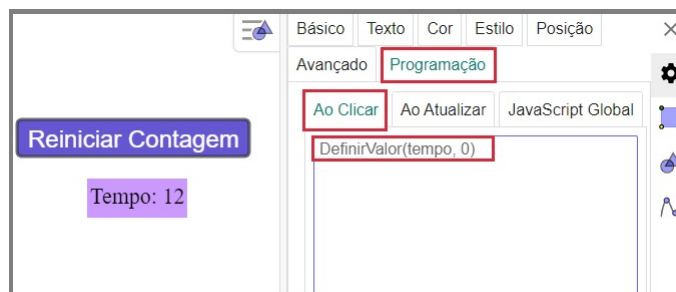 Básico Texto Cor Estilo Posição
Avançado Programação
Ao Clicar Ao Atualizar JavaScript Global
DefinirValor(tempo, 0)
Reiniciar Contagem
Tempo: 12